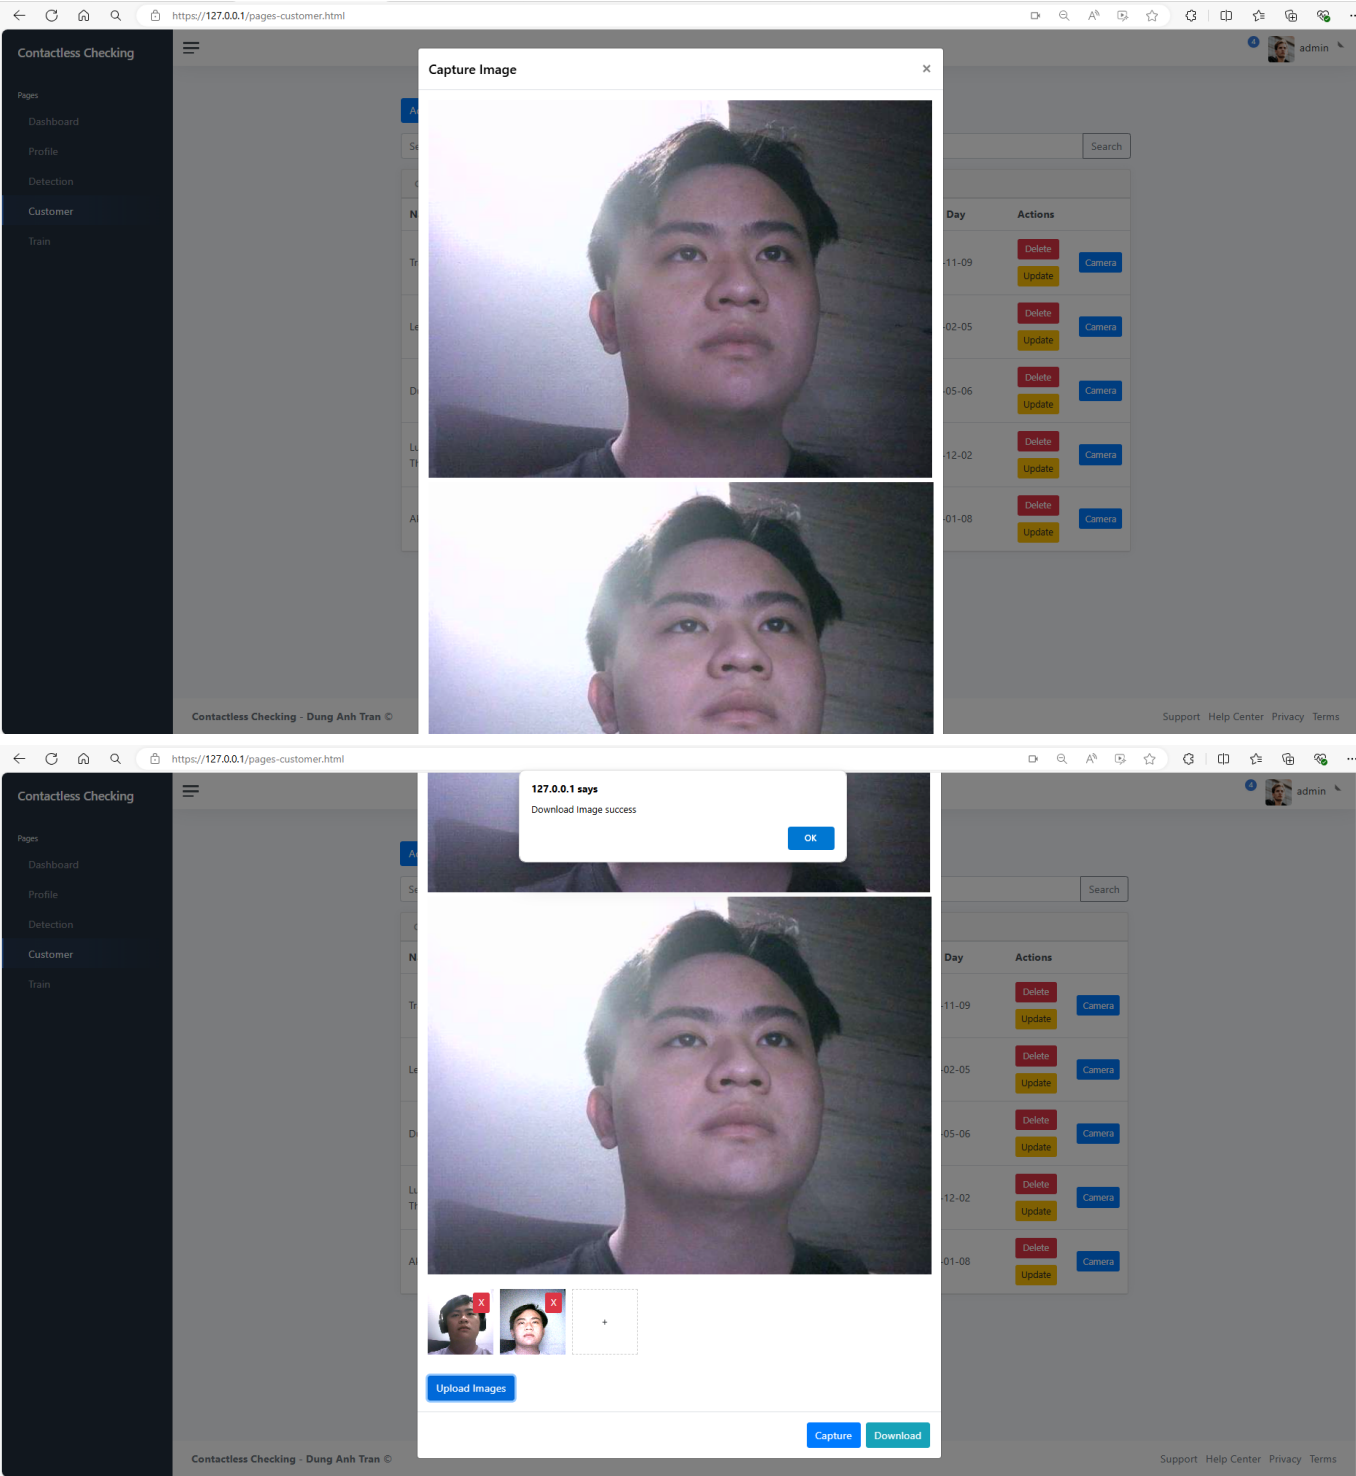 https://127.0.0.1/pages-customer.html
Contactless Checking
4
admin
Capture Image
×
Pages
Dashboard
Profile
Detection
Customer
Train
Search
Day
Actions
-11-09
Delete
Update
Camera
-02-05
Delete
Update
Camera
-05-06
Delete
Update
Camera
-12-02
Delete
Update
Camera
-01-08
Delete
Update
Camera
Contactless Checking - Dung Anh Tran ©
Support Help Center Privacy Terms
https://127.0.0.1/pages-customer.html
Contactless Checking
4
admin
127.0.0.1 says
Download Image success
OK
Pages
Dashboard
Profile
Detection
Customer
Train
Search
Day
Actions
-11-09
Delete
Update
Camera
-02-05
Delete
Update
Camera
-05-06
Delete
Update
Camera
-12-02
Delete
Update
Camera
-01-08
Delete
Update
Camera
X
X
+
Upload Images
Capture
Download
Contactless Checking - Dung Anh Tran ©
Support Help Center Privacy Terms